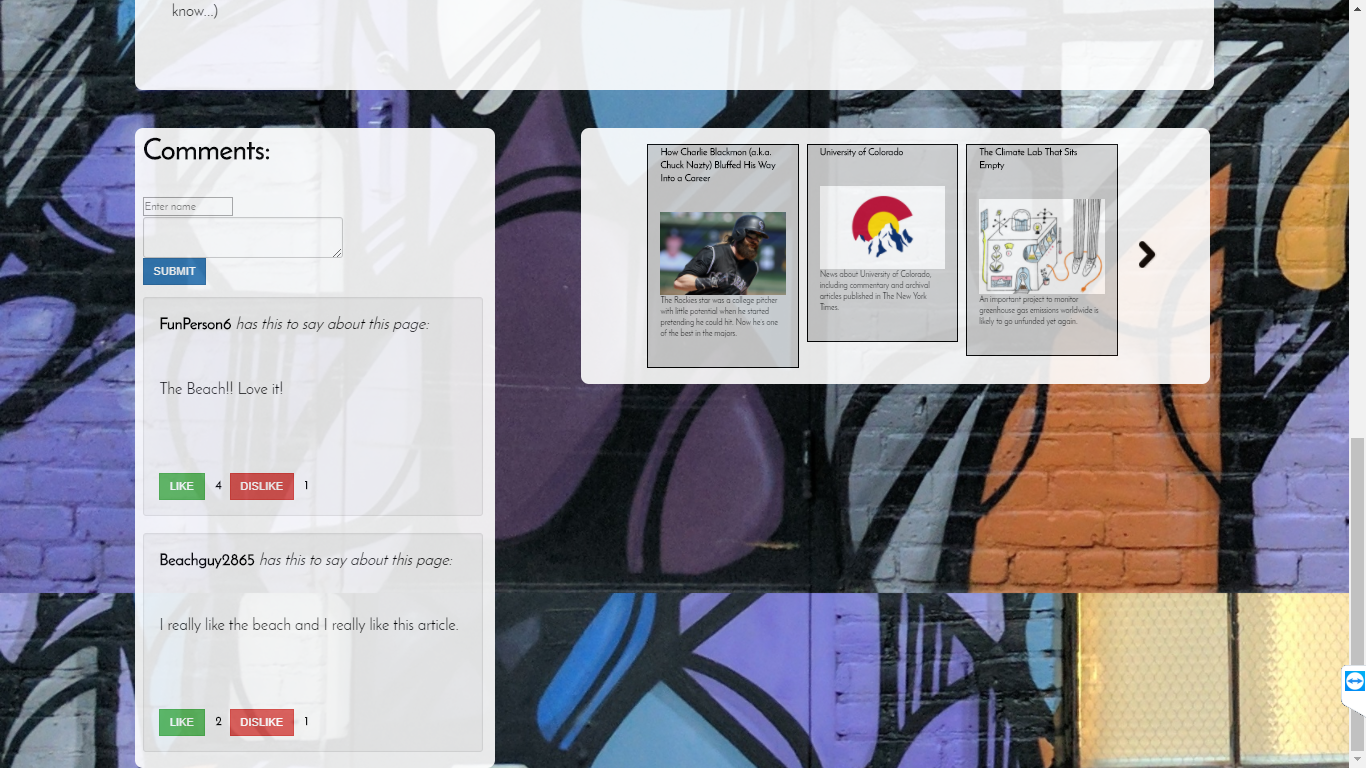 know...)
Comments:
Enter name
SUBMIT
FunPerson6 has this to say about this page:
The Beach!! Love it!
LIKE 4 DISLIKE 1
Beachguy2865 has this to say about this page:
I really like the beach and I really like this article.
LIKE 2 DISLIKE 1
How Charlie Blackmon (a.k.a.
Chuck Nazty) Bluffed His Way
Into a Career
The Rockies star was a college pitcher
with little potential when he started
pretending he could hit. Now he's one
of the best in the majors.
University of Colorado
News about University of Colorado,
including commentary and archival
articles published in The New York
Times.
The Climate Lab That Sits
Empty
An important project to monitor
greenhouse gas emissions worldwide is
likely to go unfunded yet again.